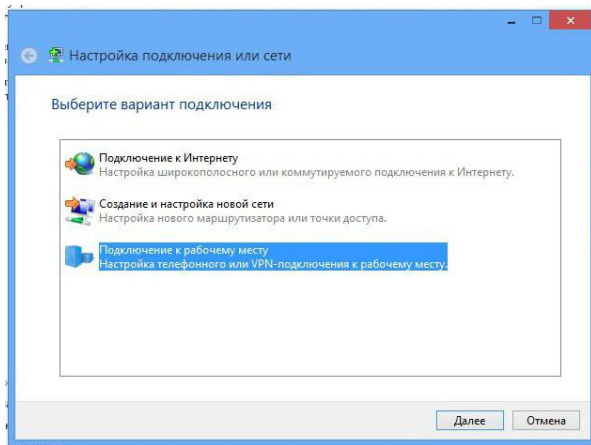 Настройка подключения или сети
Выберите вариант подключения
Подключение к Интернету
Настройка широкополосного или коммутируемого подключения к Интернету.
Создание и настройка новой сети
Настройка нового маршрутизатора или точки доступа.
Подключение к рабочему месту
Настройка телефонного или VPN-подключения к рабочему месту.
Далее
Отмена